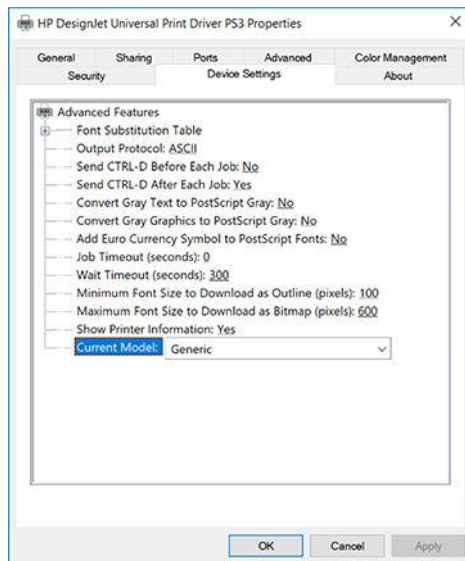 HP DesignJet Universal Print Driver PS3 Properties
General Sharing Ports Advanced Color Management
Security Device Settings About
Advanced Features
Font Substitution Table
Output Protocol: ASCII
Send CTRL-D Before Each Job: No
Send CTRL-D After Each Job: Yes
Convert Gray Text to PostScript Gray: No
Convert Gray Graphics to PostScript Gray: No
Add Euro Currency Symbol to PostScript Fonts: No
Job Timeout (seconds): 0
Wait Timeout (seconds): 300
Minimum Font Size to Download as Outline (pixels): 100
Maximum Font Size to Download as Bitmap (pixels): 600
Show Printer Information: Yes
Current Model: Generic
OK Cancel Apply